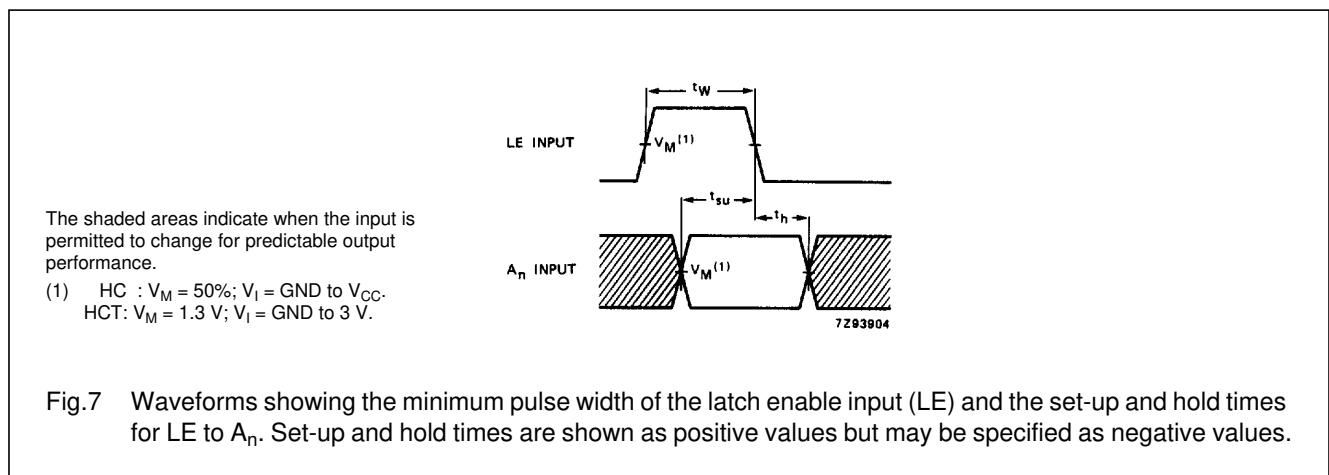 tW
LE INPUT
VM(1)
tsu
th
The shaded areas indicate when the input is
permitted to change for predictable output
performance.
An INPUT
VM(1)
(1) HC : VM = 50%; VI = GND to VCC.
HCT: VM = 1.3 V; VI = GND to 3 V.
7Z93904
Fig.7 Waveforms showing the minimum pulse width of the latch enable input (LE) and the set-up and hold times
for LE to An. Set-up and hold times are shown as positive values but may be specified as negative values.